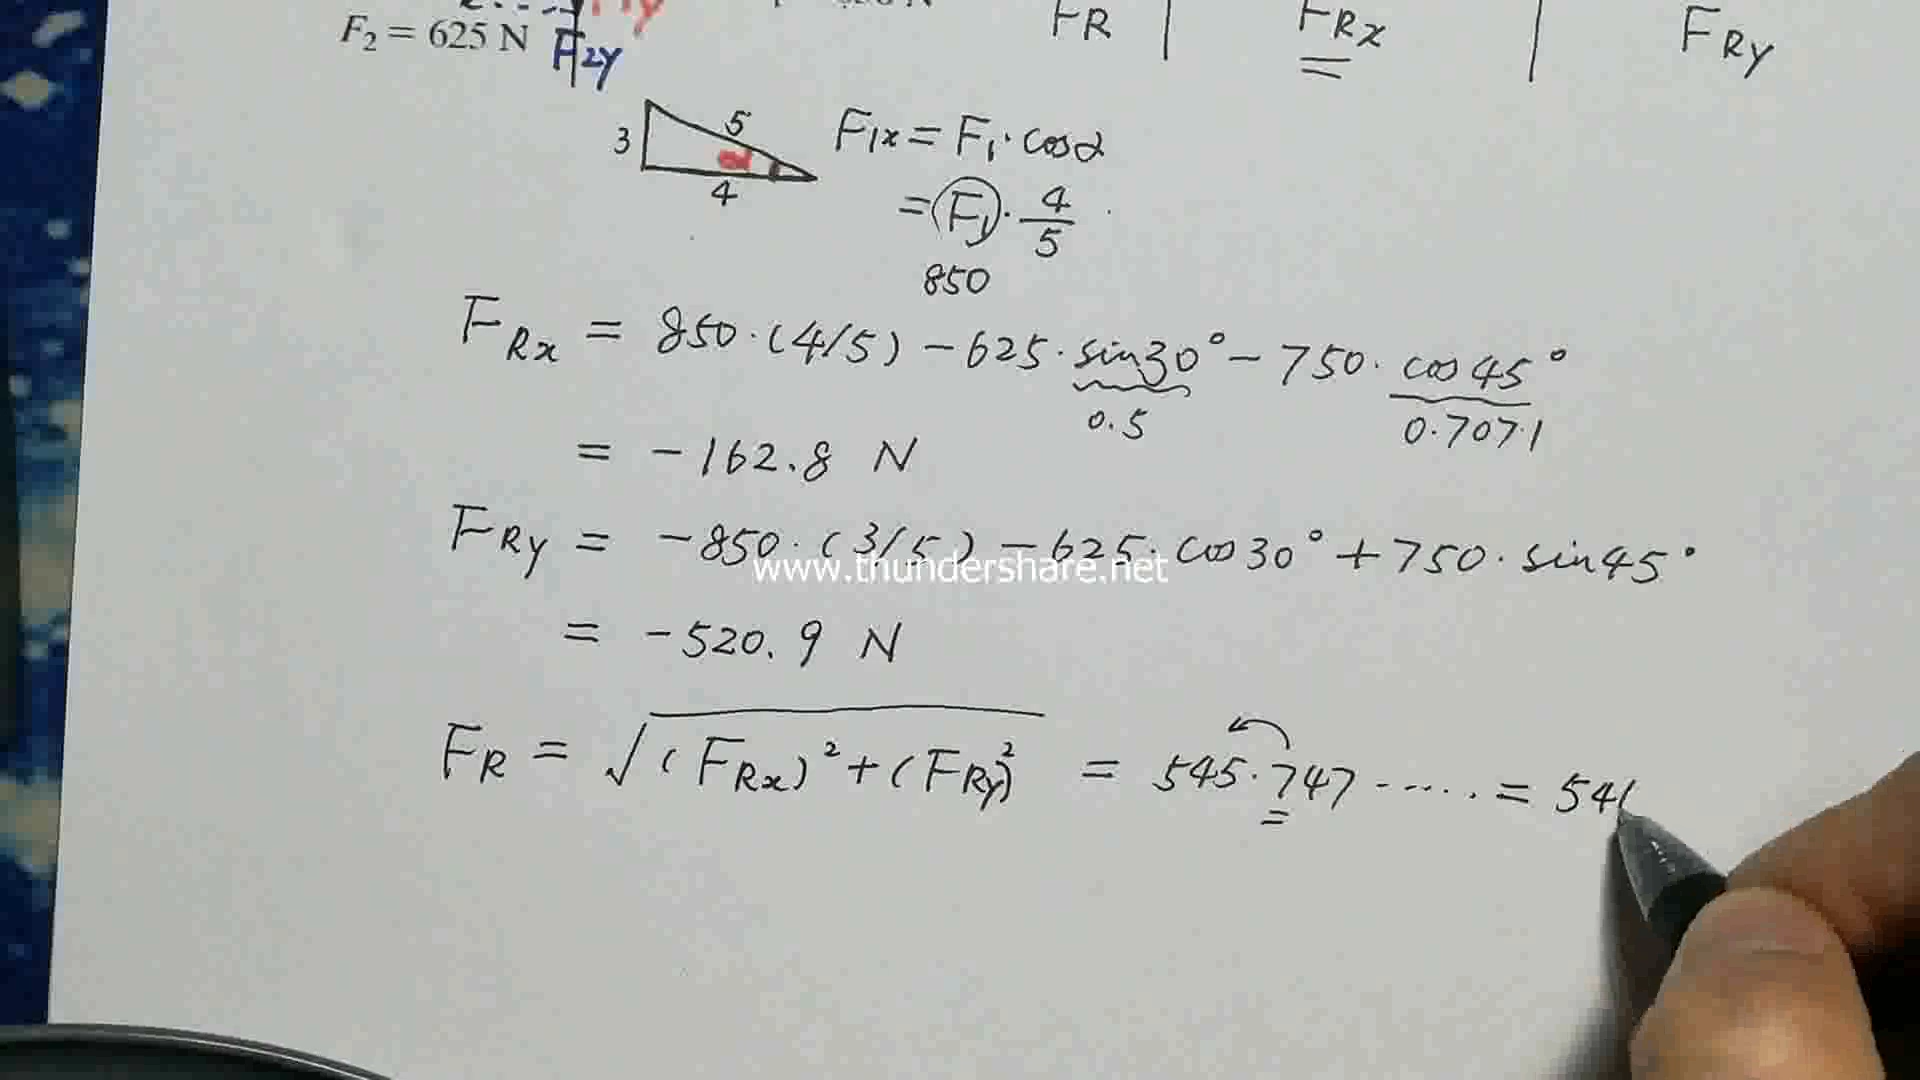 F₂ = 625 N F2y
FR | FRx | FRy
3 5 4
F1x = F₁ · cosα
= F₁ · 4/5
850
FRx = 850 · (4/5) − 625 · sin30° − 750 · cos45°
0.5 0.7071
= −162.8 N
FRy = −850 · (3/5) − 625 · cos30° + 750 · sin45°
www.thundershare.net
= −520.9 N
FR = √(FRx)² + (FRy)² = 545.747 ····· = 546